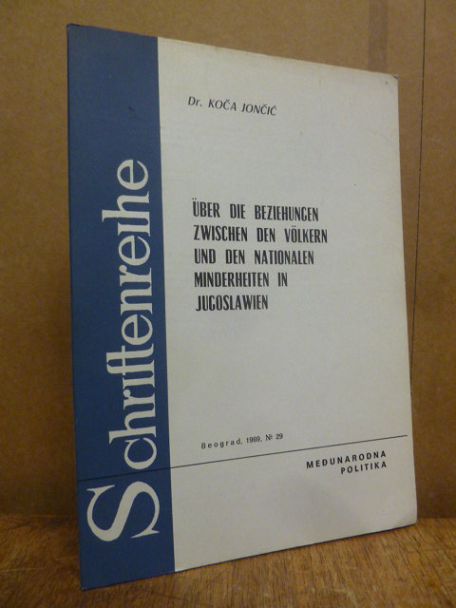 Schriftenreihe
Dr. KOČA JONČIĆ
ÜBER DIE BEZIEHUNGEN
ZWISCHEN DEN VÖLKERN
UND DEN NATIONALEN
MINDERHEITEN IN
JUGOSLAWIEN
Beograd, 1969, № 29
MEĐUNARODNA
POLITIKA